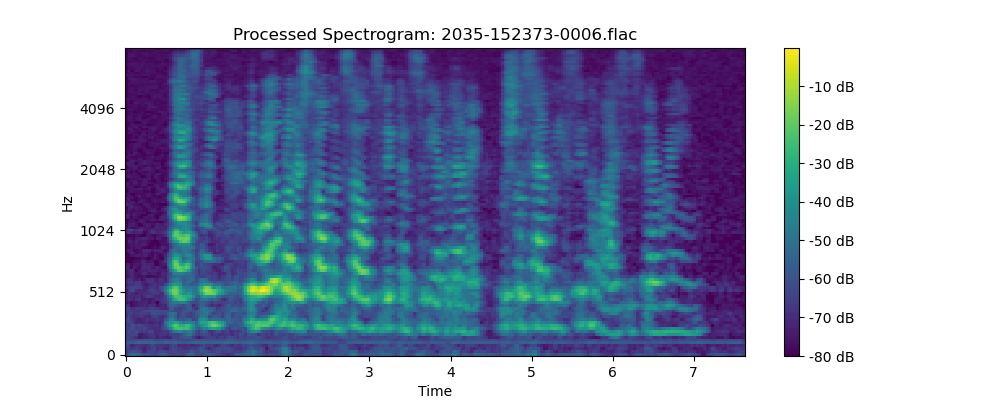 Processed Spectrogram: 2035-152373-0006.flac
Hz
4096
2048
1024
512
0
0 1 2 3 4 5 6 7
Time
-10 dB
-20 dB
-30 dB
-40 dB
-50 dB
-60 dB
-70 dB
-80 dB